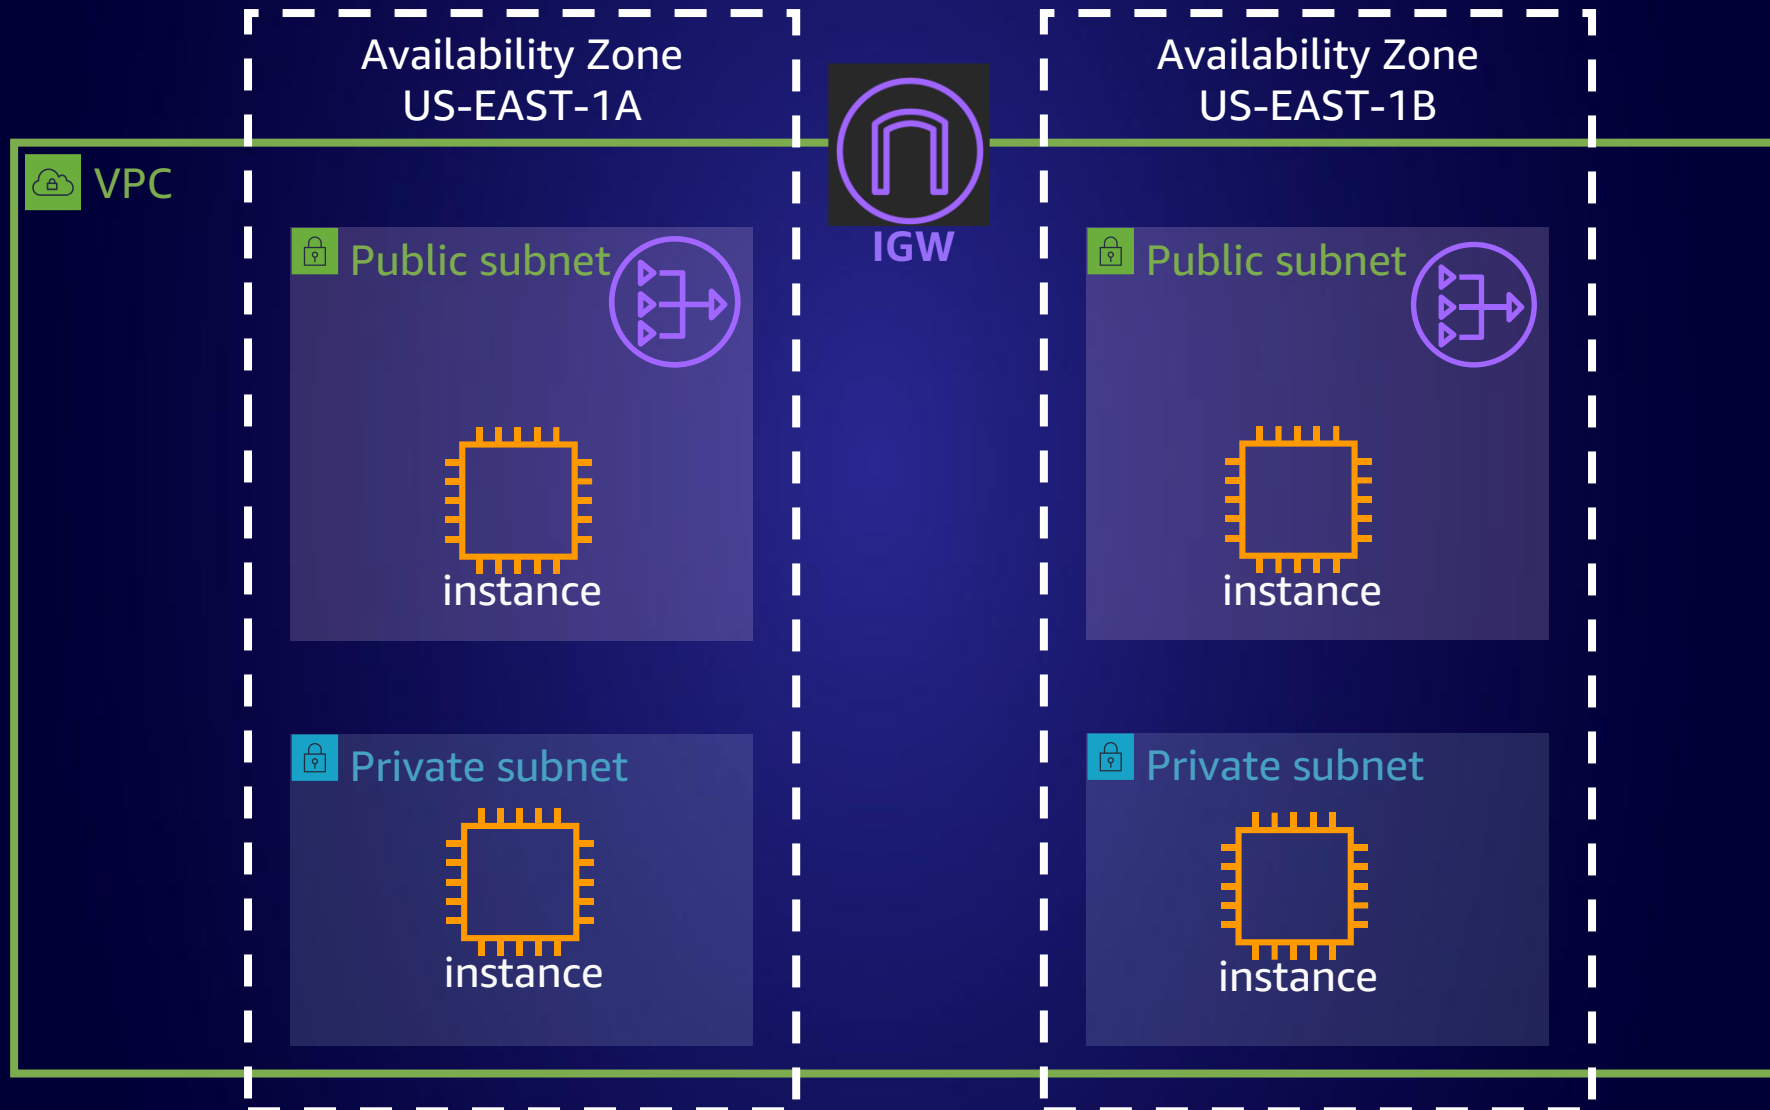 Availability Zone
US-EAST-1A
Availability Zone
US-EAST-1B
VPC
IGW
Public subnet
Public subnet
instance
instance
Private subnet
Private subnet
instance
instance